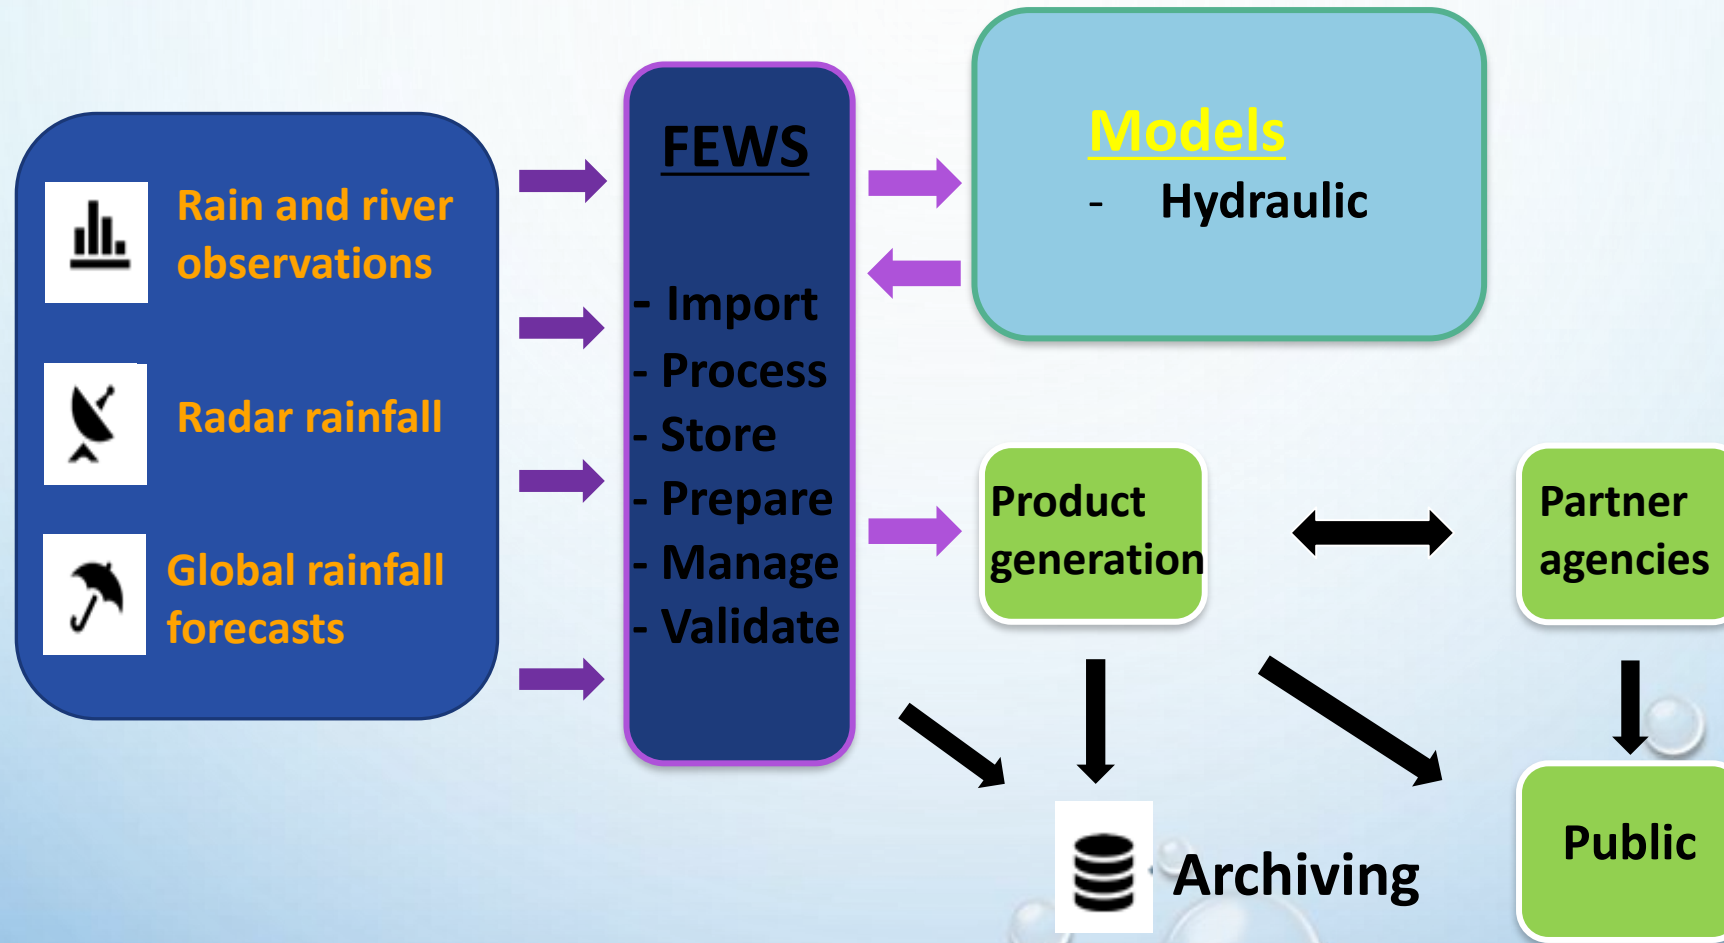 Rain and river
observations
Radar rainfall
Global rainfall
forecasts
FEWS
- Import
- Process
- Store
- Prepare
- Manage
- Validate
Models
- Hydraulic
Product
generation
Partner
agencies
Archiving
Public